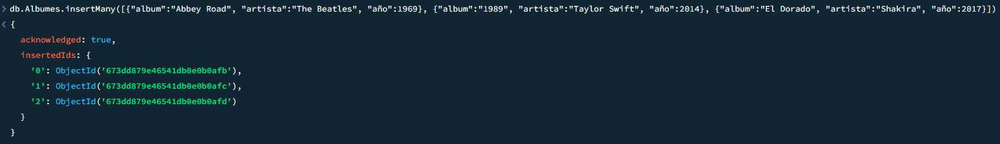 > db.Albumes.insertMany([{"album":"Abbey Road", "artista":"The Beatles", "año":1969}, {"album":"1989", "artista":"Taylor Swift", "año":2014}, {"album":"El Dorado", "artista":"Shakira", "año":2017}])
< {
acknowledged: true,
insertedIds: {
'0': ObjectId('673dd879e46541db0e0b0afb'),
'1': ObjectId('673dd879e46541db0e0b0afc'),
'2': ObjectId('673dd879e46541db0e0b0afd')
}
}